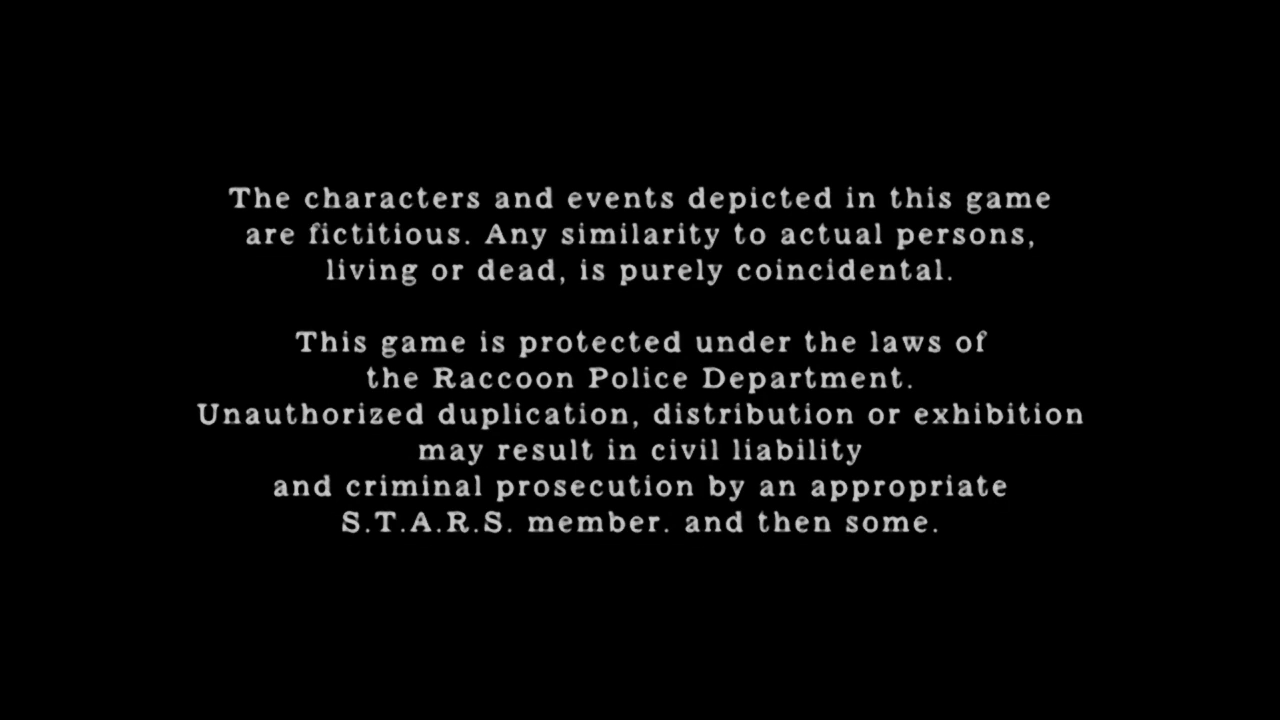 The characters and events depicted in this game
are fictitious. Any similarity to actual persons,
living or dead, is purely coincidental.
This game is protected under the laws of
the Raccoon Police Department.
Unauthorized duplication, distribution or exhibition
may result in civil liability
and criminal prosecution by an appropriate
S.T.A.R.S. member. and then some.